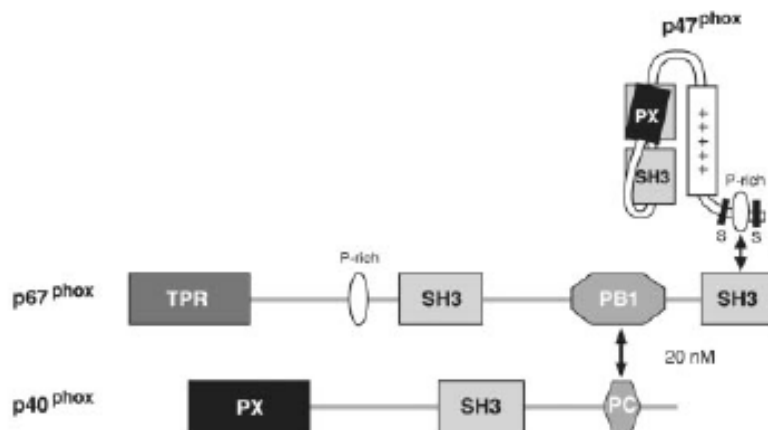 p47phox
PX
+
+
+
+
+
SH3
P-rich
S S
P-rich
p67phox TPR SH3 PB1 SH3
20 nM
p40phox PX SH3 PC